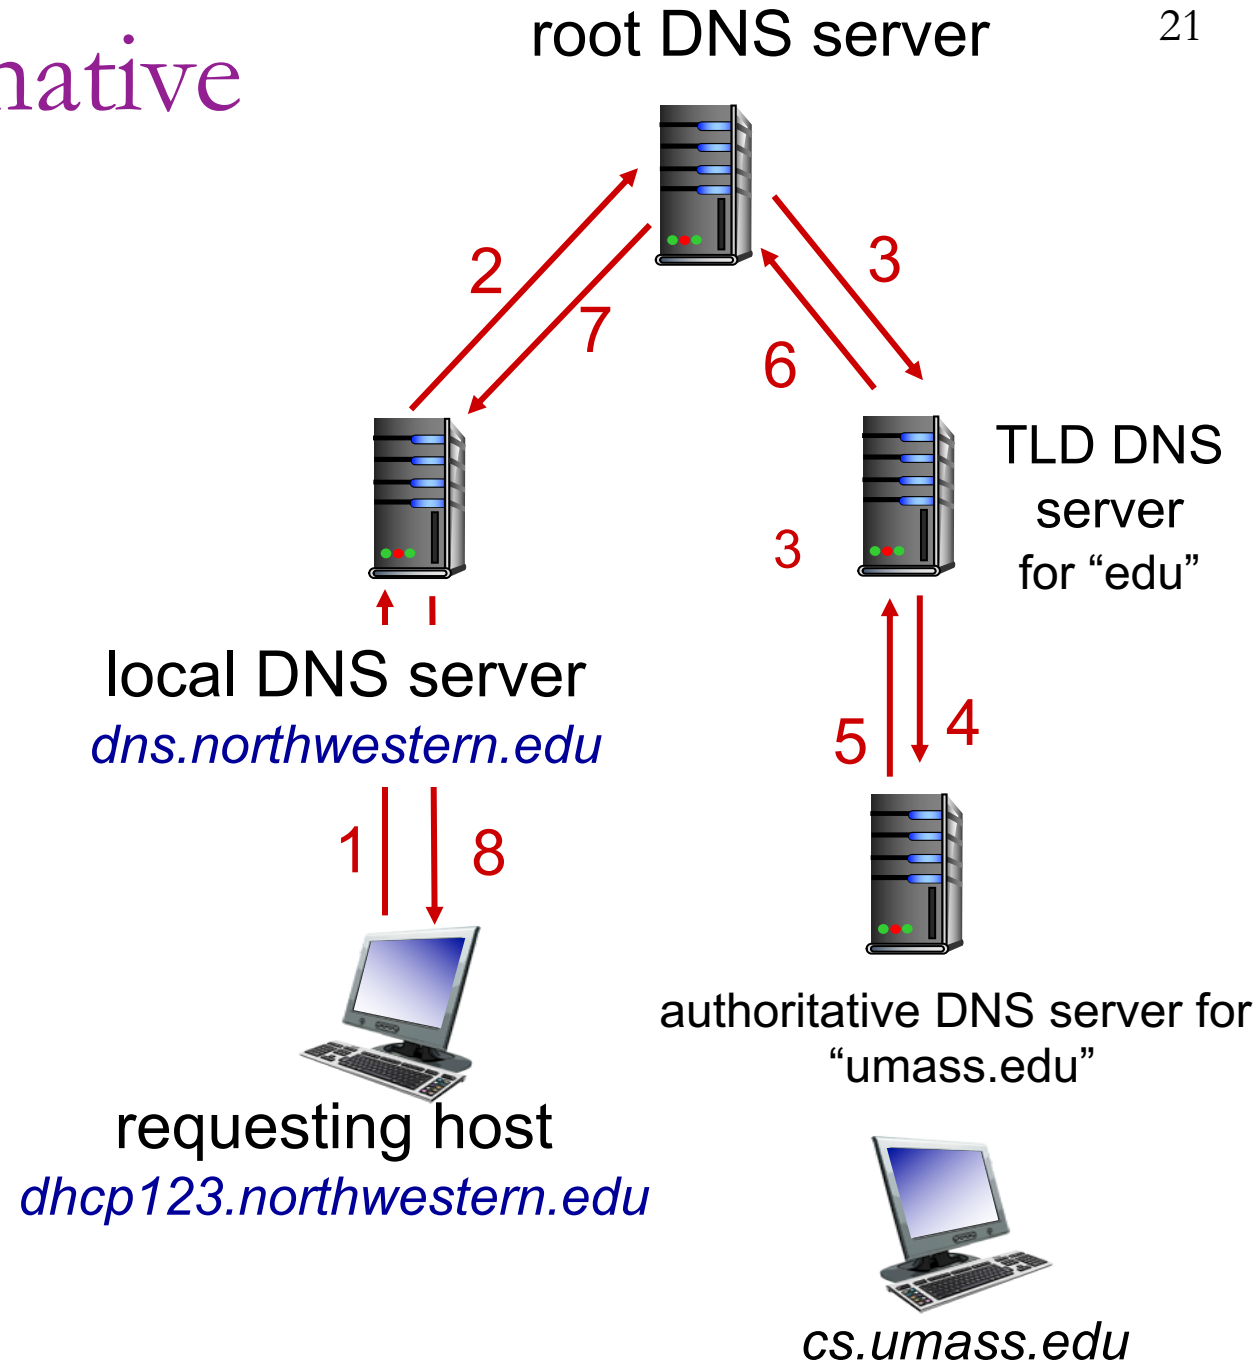 root DNS server
21
native
2
3
7
6
TLD DNS
server
for “edu”
3
local DNS server
dns.northwestern.edu
5
4
1
8
authoritative DNS server for
“umass.edu”
requesting host
dhcp123.northwestern.edu
cs.umass.edu